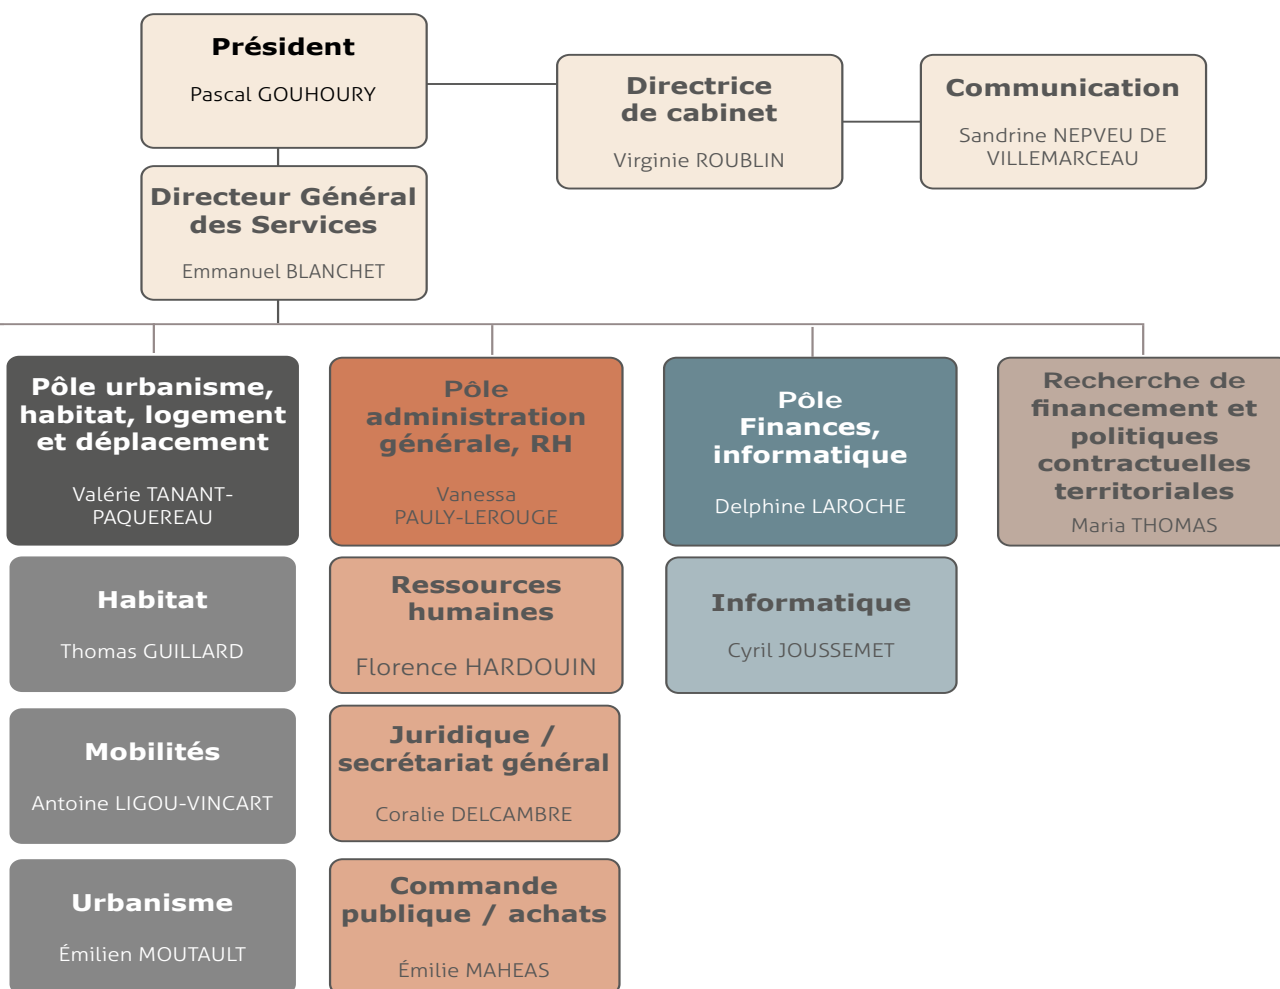 Président
Pascal GOUHOURY
Directrice
de cabinet
Virginie ROUBLIN
Communication
Sandrine NEPVEU DE
VILLEMARCEAU
Directeur Général
des Services
Emmanuel BLANCHET
Pôle urbanisme,
habitat, logement
et déplacement
Valérie TANANT-
PAQUEREAU
Habitat
Thomas GUILLARD
Mobilités
Antoine LIGOU-VINCART
Urbanisme
Émilien MOUTAULT
Pôle
administration
générale, RH
Vanessa
PAULY-LEROUGE
Ressources
humaines
Florence HARDOUIN
Juridique /
secrétariat général
Coralie DELCAMBRE
Commande
publique / achats
Émilie MAHEAS
Pôle
Finances,
informatique
Delphine LAROCHE
Informatique
Cyril JOUSSEMET
Recherche de
financement et
politiques
contractuelles
territoriales
Maria THOMAS